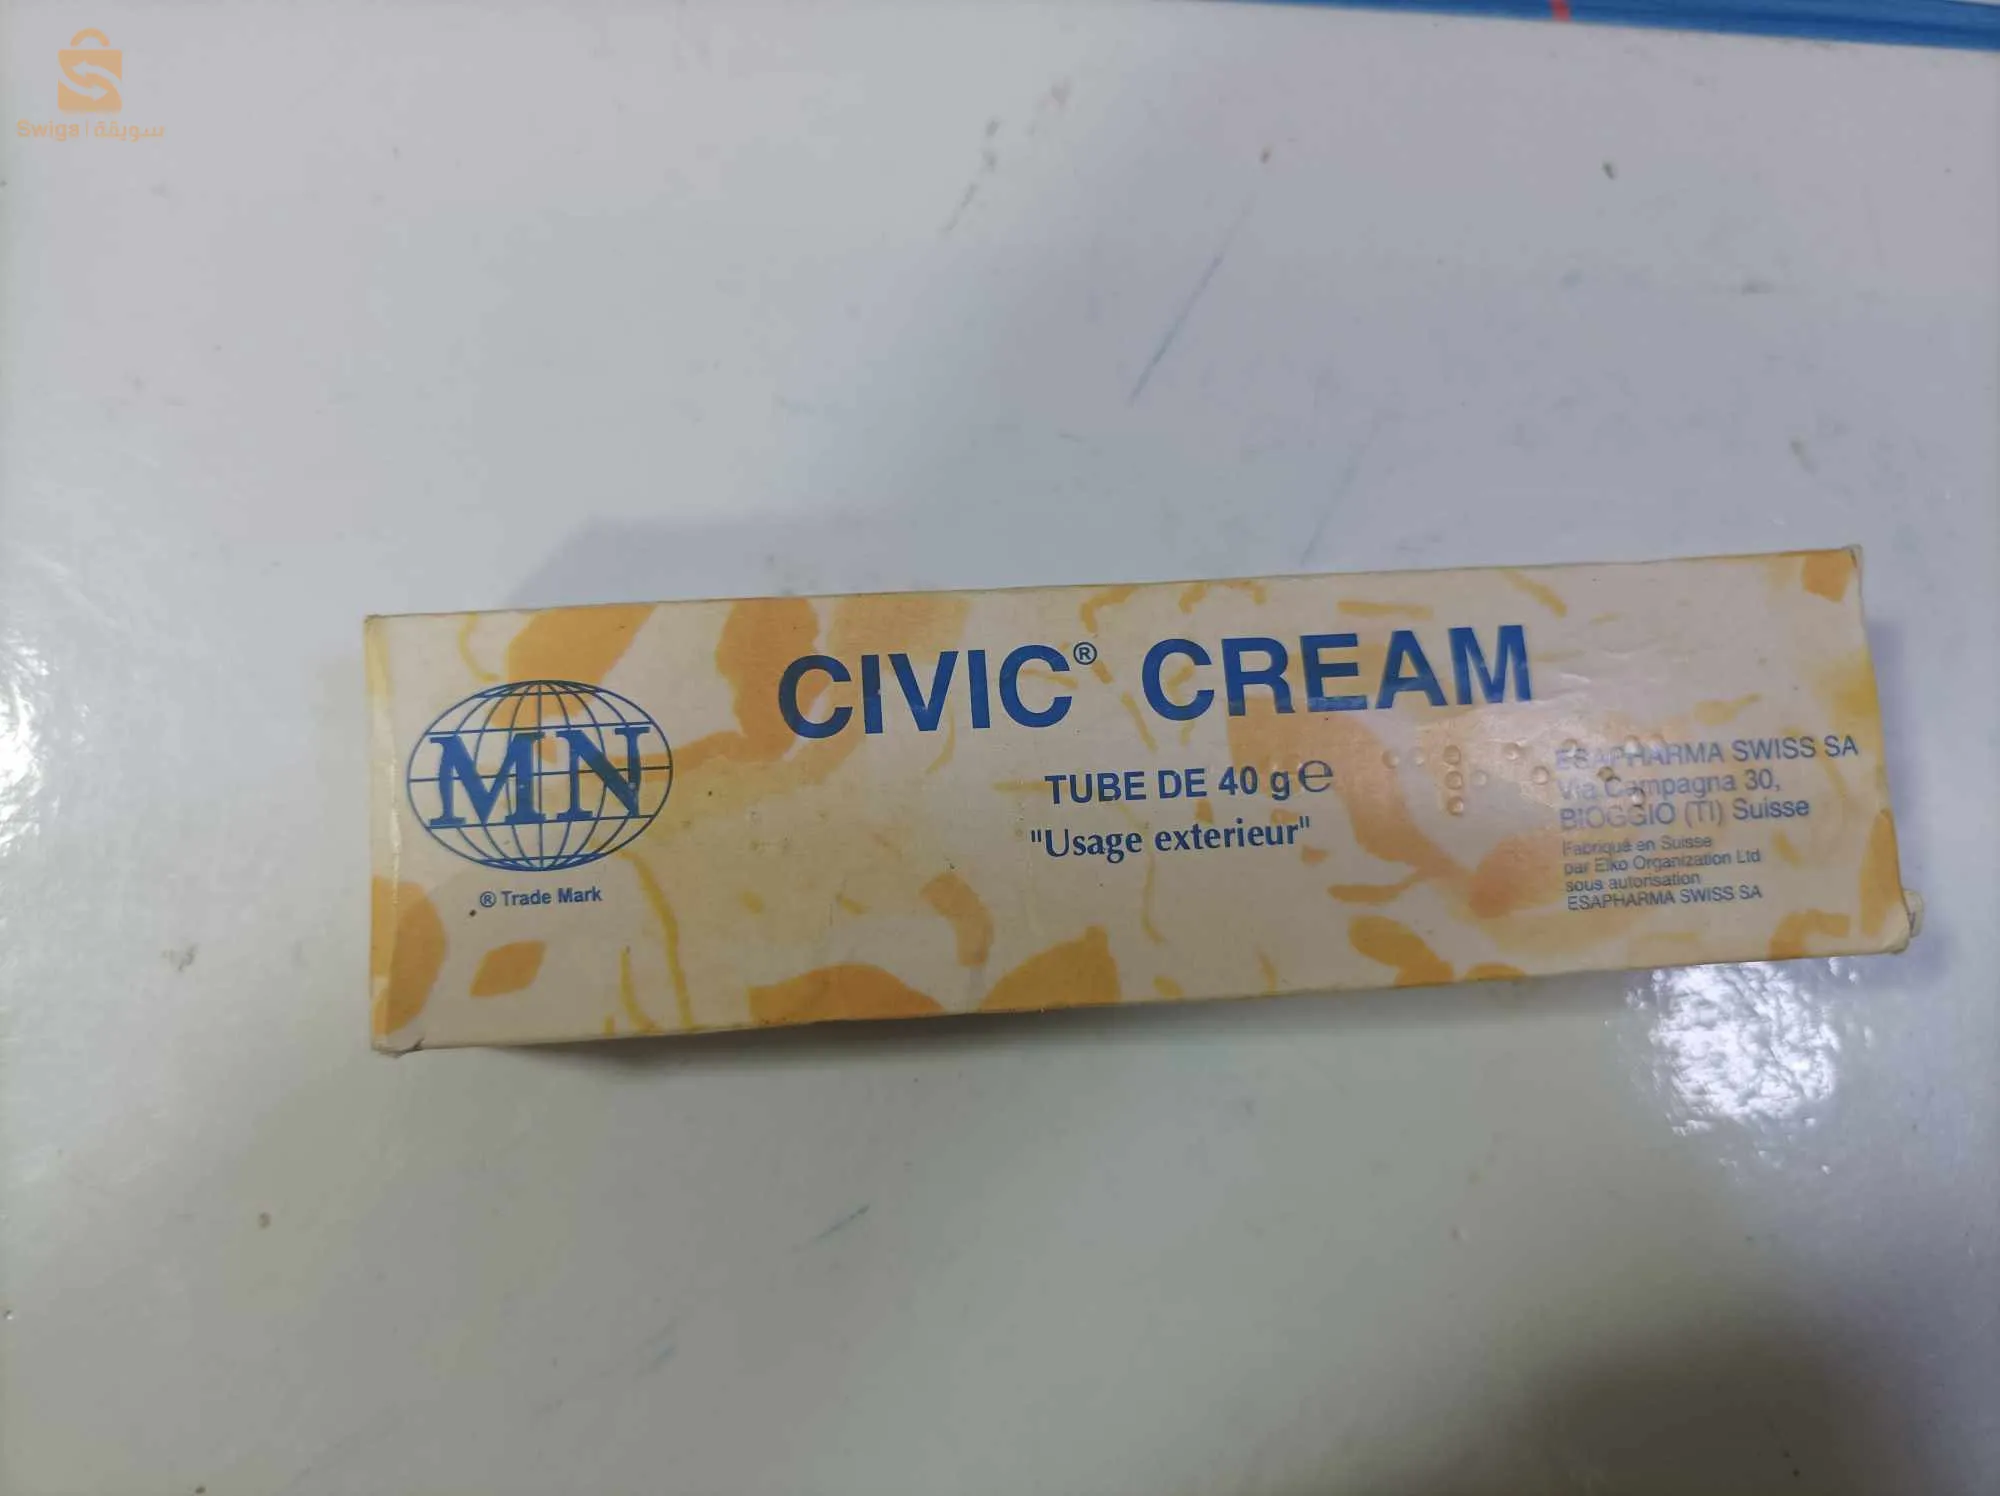 Swiga | سويقة
CIVIC® CREAM
MN
® Trade Mark
TUBE DE 40 g ℮
"Usage exterieur"
ESAPHARMA SWISS SA
Via Campagna 30,
BIOGGIO (TI) Suisse
Fabriqué en Suisse
par Elko Organization Ltd
sous autorisation
ESAPHARMA SWISS SA